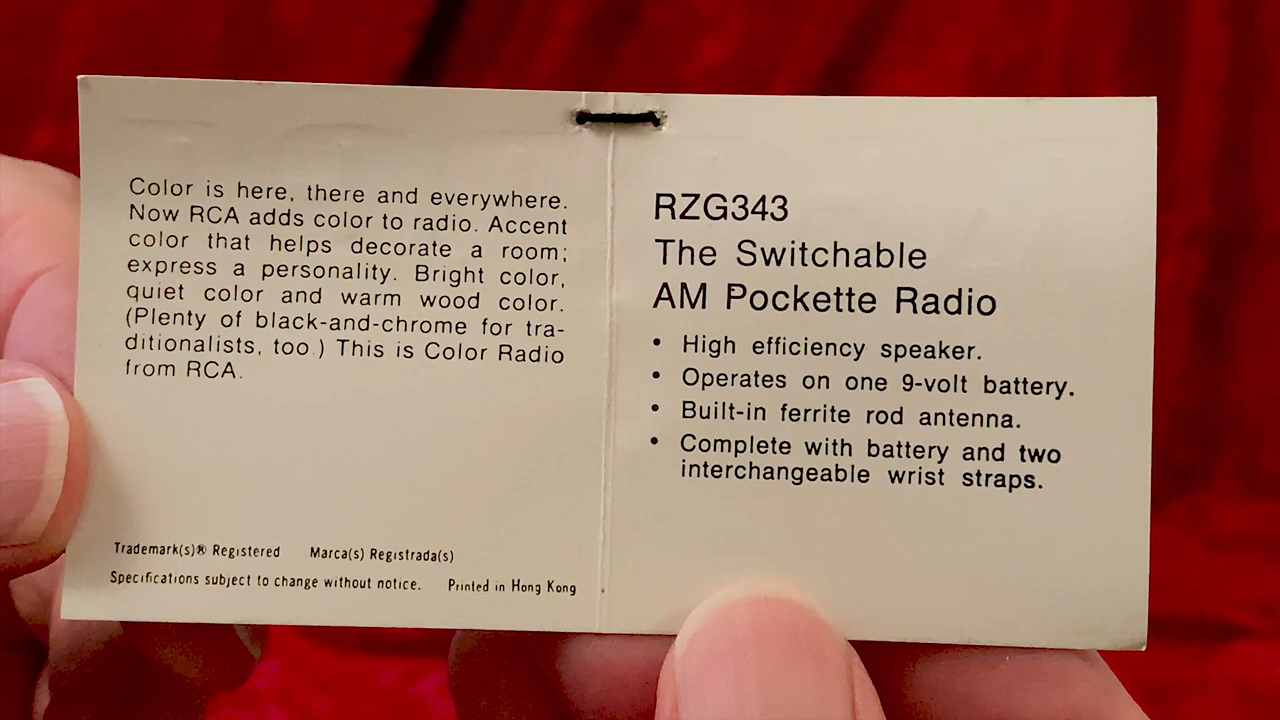 Color is here, there and everywhere.
Now RCA adds color to radio. Accent
color that helps decorate a room;
express a personality. Bright color,
quiet color and warm wood color.
(Plenty of black-and-chrome for tra-
ditionalists, too.) This is Color Radio
from RCA.
Trademark(s)® Registered Marca(s) Registrada(s)
Specifications subject to change without notice. Printed in Hong Kong
RZG343
The Switchable
AM Pockette Radio
• High efficiency speaker.
• Operates on one 9-volt battery.
• Built-in ferrite rod antenna.
• Complete with battery and two
interchangeable wrist straps.